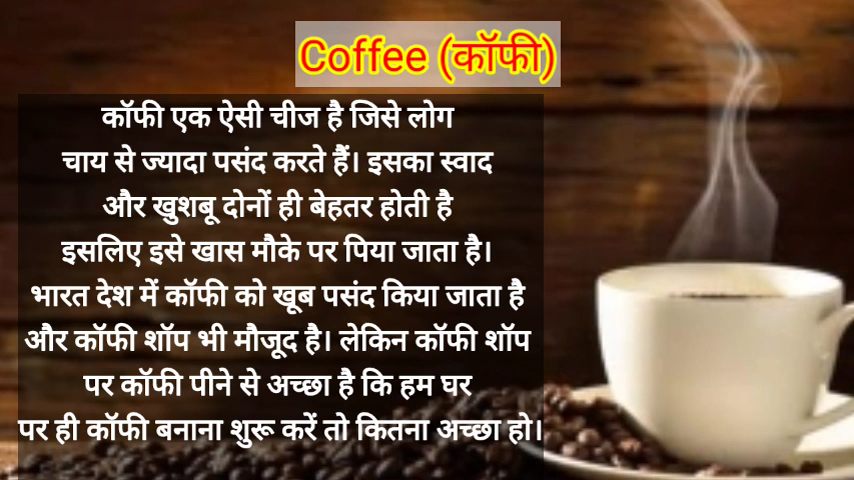 Coffee (कॉफी)
कॉफी एक ऐसी चीज है जिसे लोग
चाय से ज्यादा पसंद करते हैं। इसका स्वाद
और खुशबू दोनों ही बेहतर होती है
इसलिए इसे खास मौके पर पिया जाता है।
भारत देश में कॉफी को खूब पसंद किया जाता है
और कॉफी शॉप भी मौजूद है। लेकिन कॉफी शॉप
पर कॉफी पीने से अच्छा है कि हम घर
पर ही कॉफी बनाना शुरू करें तो कितना अच्छा हो।